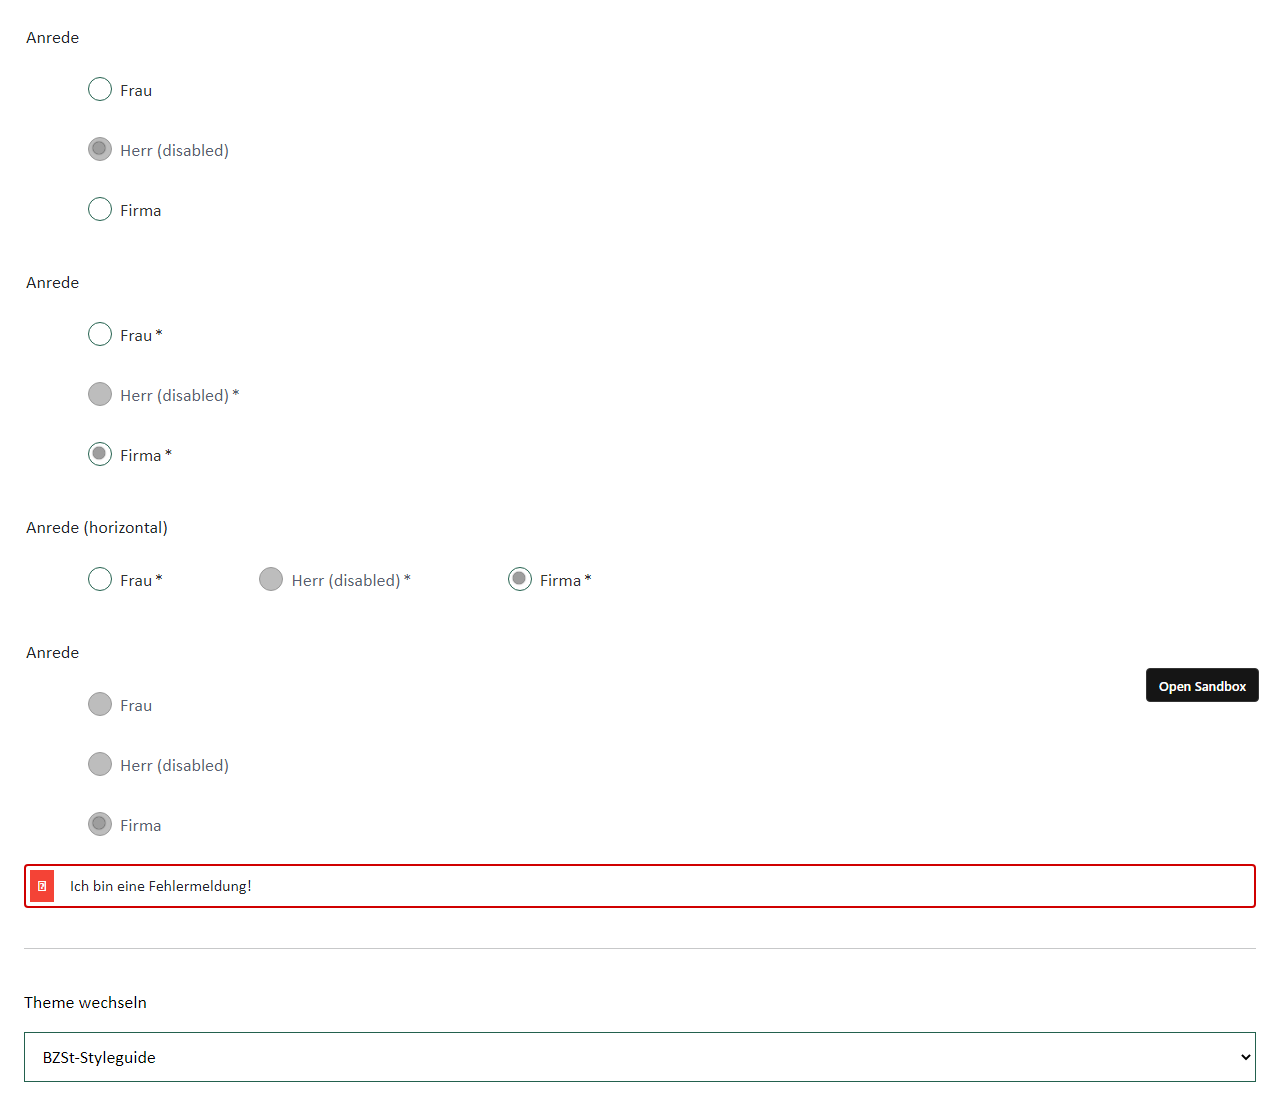 Anrede
Frau
Herr (disabled)
Firma
Anrede
Frau *
Herr (disabled) *
Firma *
Anrede (horizontal)
Frau * Herr (disabled) * Firma *
Anrede
Open Sandbox
Frau
Herr (disabled)
Firma
Ich bin eine Fehlermeldung!
Theme wechseln
BZSt-Styleguide